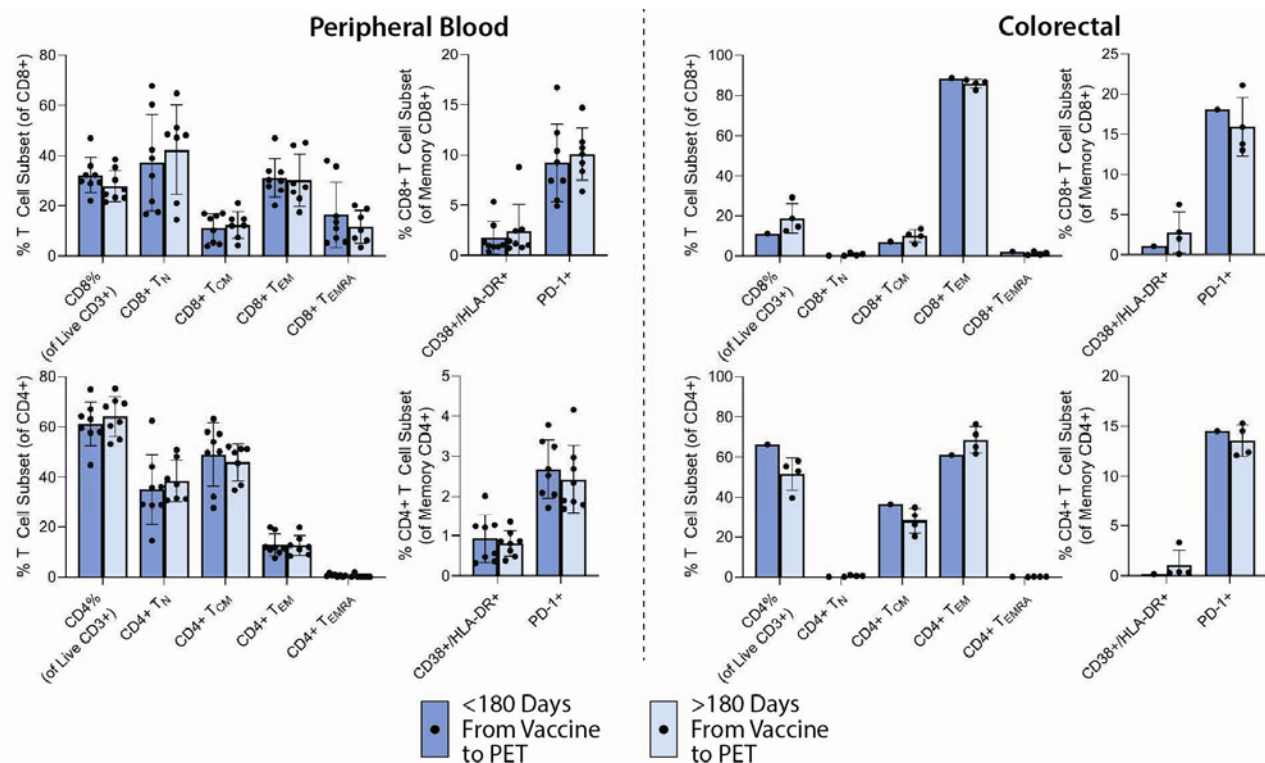 Peripheral Blood
Colorectal
% T Cell Subset (of CD8+)
80
60
40
20
0
CD8%
(of Live CD3+)
CD8+ TN
CD8+ TCM
CD8+ TEM
CD8+ TEMRA
% CD8+ T Cell Subset
(of Memory CD8+)
20
15
10
5
0
CD38+/HLA-DR+
PD-1+
% T Cell Subset (of CD8+)
100
80
60
40
20
0
CD8%
(of Live CD3+)
CD8+ TN
CD8+ TCM
CD8+ TEM
CD8+ TEMRA
% CD8+ T Cell Subset
(of Memory CD8+)
25
20
15
10
5
0
CD38+/HLA-DR+
PD-1+
% T Cell Subset (of CD4+)
80
60
40
20
0
CD4%
(of Live CD3+)
CD4+ TN
CD4+ TCM
CD4+ TEM
CD4+ TEMRA
% CD4+ T Cell Subset
(of Memory CD4+)
5
4
3
2
1
0
CD38+/HLA-DR+
PD-1+
% T Cell Subset (of CD4+)
100
80
60
40
20
0
CD4%
(of Live CD3+)
CD4+ TN
CD4+ TCM
CD4+ TEM
CD4+ TEMRA
% CD4+ T Cell Subset
(of Memory CD4+)
20
15
10
5
0
CD38+/HLA-DR+
PD-1+
<180 Days
From Vaccine
to PET
>180 Days
From Vaccine
to PET